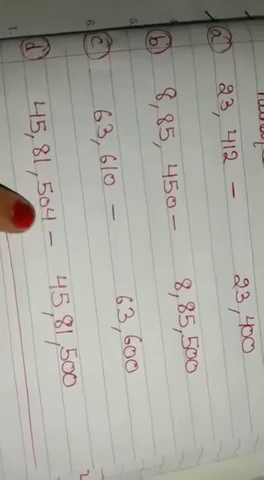 (a) 23,412 - 23,400
(b) 8,85,450 - 8,85,500
(c) 63,610 - 63,600
(d) 45,81,504 - 45,81,500